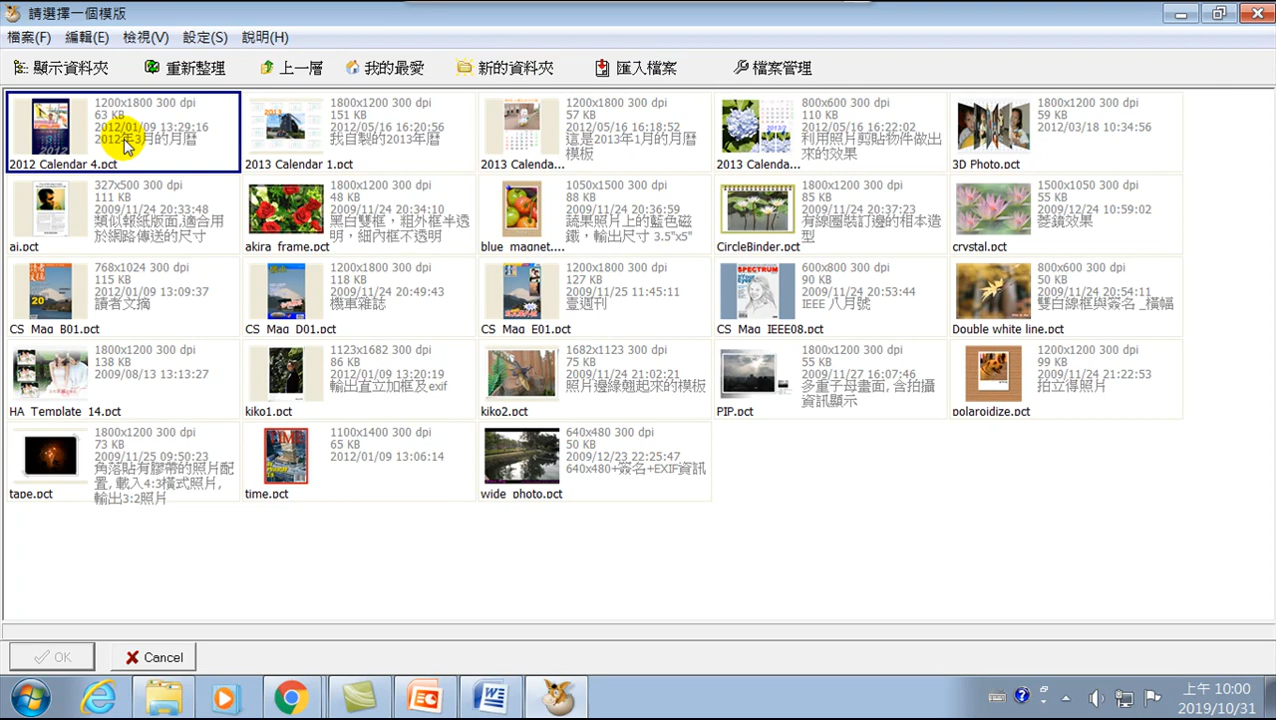 請選擇一個模版
檔案(F) 編輯(E) 檢視(V) 設定(S) 說明(H)
顯示資料夾 重新整理 上一層 我的最愛 新的資料夾 匯入檔案 檔案管理
1200x1800 300 dpi
63 KB
2012/01/09 13:29:16
2012年3月的月曆
2012 Calendar 4.pct
1800x1200 300 dpi
151 KB
2012/05/16 16:20:56
我自製的2013年曆
2013 Calendar 1.pct
1200x1800 300 dpi
57 KB
2012/05/16 16:18:52
這是2013年1月的月曆
模板
2013 Calenda...
800x600 300 dpi
110 KB
2012/05/16 16:22:02
利用照片剪貼物件做出
來的效果
2013 Calenda...
1800x1200 300 dpi
59 KB
2012/03/18 10:34:56
3D Photo.pct
327x500 300 dpi
111 KB
2009/11/24 20:33:48
類似報紙版面,適合用
於網路傳送的尺寸
ai.pct
1800x1200 300 dpi
48 KB
2009/11/24 20:34:10
黑白雙框，粗外框半透
明，細內框不透明
akira frame.pct
1050x1500 300 dpi
88 KB
2009/11/24 20:36:59
蔬果照片上的藍色磁
鐵，輸出尺寸 3.5"x5"
blue magnet....
1800x1200 300 dpi
85 KB
2009/11/24 20:37:23
有線圈裝訂邊的相本造
型
CircleBinder.pct
1500x1050 300 dpi
55 KB
2009/12/24 10:59:02
菱鏡效果
crystal.pct
768x1024 300 dpi
115 KB
2012/01/09 13:09:37
讀者文摘
CS_Mag_B01.pct
1200x1800 300 dpi
118 KB
2009/11/24 20:49:43
機車雜誌
CS_Mag_D01.pct
1200x1800 300 dpi
127 KB
2009/11/25 11:45:11
壹週刊
CS_Mag_E01.pct
SPECTRUM
600x800 300 dpi
90 KB
2009/11/24 20:53:44
IEEE 八月號
CS_Mag_IEEE08.pct
800x600 300 dpi
50 KB
2009/11/24 20:54:11
雙白線框與簽名 _橫幅
Double white line.pct
1800x1200 300 dpi
138 KB
2009/08/13 13:13:27
HA_Template_14.pct
1123x1682 300 dpi
86 KB
2012/01/09 13:20:19
輸出直立加框及exif
kiko1.pct
1682x1123 300 dpi
75 KB
2009/11/24 21:02:21
照片邊緣翹起來的模板
kiko2.pct
1800x1200 300 dpi
55 KB
2009/11/27 16:07:46
多重子母畫面,含拍攝
資訊顯示
PIP.pct
1200x1200 300 dpi
99 KB
2009/11/24 21:22:53
拍立得照片
polaroidize.pct
1800x1200 300 dpi
73 KB
2009/11/25 09:50:23
角落貼有膠帶的照片配
置, 載入4:3橫式照片,
輸出3:2照片
tape.pct
TIME
1100x1400 300 dpi
65 KB
2012/01/09 13:06:14
time.pct
640x480 300 dpi
50 KB
2009/12/23 22:25:47
640x480+簽名+EXIF資訊
wide_photo.pct
OK Cancel
上午 10:00
2019/10/31